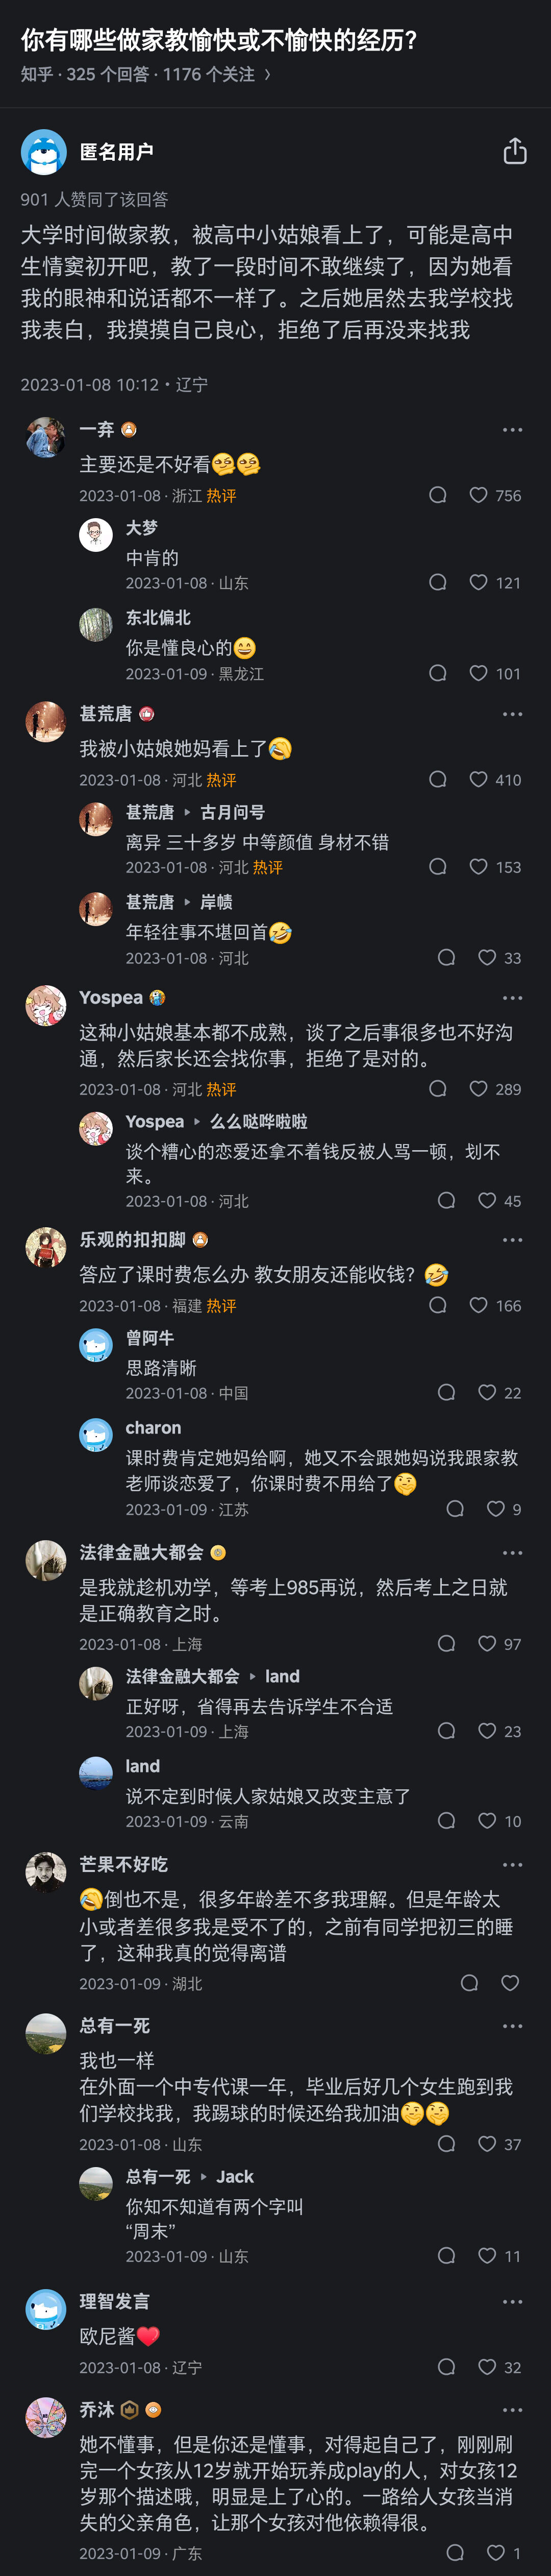 你有哪些做家教愉快或不愉快的经历?
知乎 · 325 个回答 · 1176 个关注
匿名用户
901 人赞同了该回答
大学时间做家教，被高中小姑娘看上了，可能是高中
生情窦初开吧，教了一段时间不敢继续了，因为她看
我的眼神和说话都不一样了。之后她居然去我学校找
我表白，我摸摸自己良心，拒绝了后再没来找我
2023-01-08 10:12 · 辽宁
一弃
主要还是不好看🤔🤔
2023-01-08 · 浙江 热评 756
大梦
中肯的
2023-01-08 · 山东 121
东北偏北
你是懂良心的😄
2023-01-09 · 黑龙江 101
甚荒唐
我被小姑娘她妈看上了🤣
2023-01-08 · 河北 热评 410
甚荒唐 ▸ 古月问号
离异 三十多岁 中等颜值 身材不错
2023-01-08 · 河北 热评 153
甚荒唐 ▸ 岸帻
年轻往事不堪回首🤣
2023-01-08 · 河北 33
Yospea
这种小姑娘基本都不成熟，谈了之后事很多也不好沟
通，然后家长还会找你事，拒绝了是对的。
2023-01-08 · 河北 热评 289
Yospea ▸ 么么哒哗啦啦
谈个糟心的恋爱还拿不着钱反被人骂一顿，划不
来。
2023-01-08 · 河北 45
乐观的扣扣脚
答应了课时费怎么办 教女朋友还能收钱？🤣
2023-01-08 · 福建 热评 166
曾阿牛
思路清晰
2023-01-08 · 中国 22
charon
课时费肯定她妈给啊，她又不会跟她妈说我跟家教
老师谈恋爱了，你课时费不用给了🤔
2023-01-09 · 江苏 9
法律金融大都会
是我就趁机劝学，等考上985再说，然后考上之日就
是正确教育之时。
2023-01-08 · 上海 97
法律金融大都会 ▸ land
正好呀，省得再去告诉学生不合适
2023-01-09 · 上海 23
land
说不定到时候人家姑娘又改变主意了
2023-01-09 · 云南 10
芒果不好吃
🤣倒也不是，很多年龄差不多我理解。但是年龄太
小或者差很多我是受不了的，之前有同学把初三的睡
了，这种我真的觉得离谱
2023-01-09 · 湖北
总有一死
我也一样
在外面一个中专代课一年，毕业后好几个女生跑到我
们学校找我，我踢球的时候还给我加油🤔🤔
2023-01-08 · 山东 37
总有一死 ▸ Jack
你知不知道有两个字叫
“周末”
2023-01-09 · 山东 11
理智发言
欧尼酱❤️
2023-01-08 · 辽宁 32
乔沐
她不懂事，但是你还是懂事，对得起自己了，刚刚刷
完一个女孩从12岁就开始玩养成play的人，对女孩12
岁那个描述哦，明显是上了心的。一路给人女孩当消
失的父亲角色，让那个女孩对他依赖得很。
2023-01-09 · 广东 1